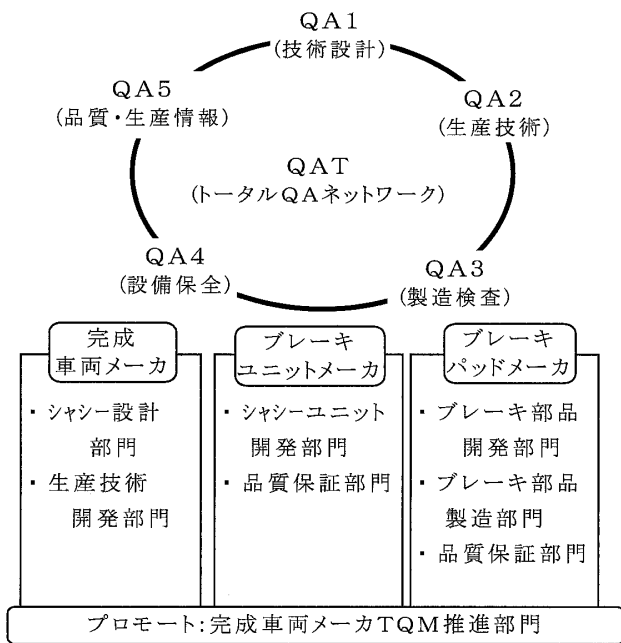 QA1
(技術設計)
QA5
(品質・生産情報)
QA2
(生産技術)
QAT
(トータルQAネットワーク)
QA4
(設備保全)
QA3
(製造検査)
完成
車両メーカ
・シャシー設計
部門
・生産技術
開発部門
ブレーキ
ユニットメーカ
・シャシーユニット
開発部門
・品質保証部門
ブレーキ
パッドメーカ
・ブレーキ部品
開発部門
・ブレーキ部品
製造部門
・品質保証部門
プロモート:完成車両メーカTQM推進部門